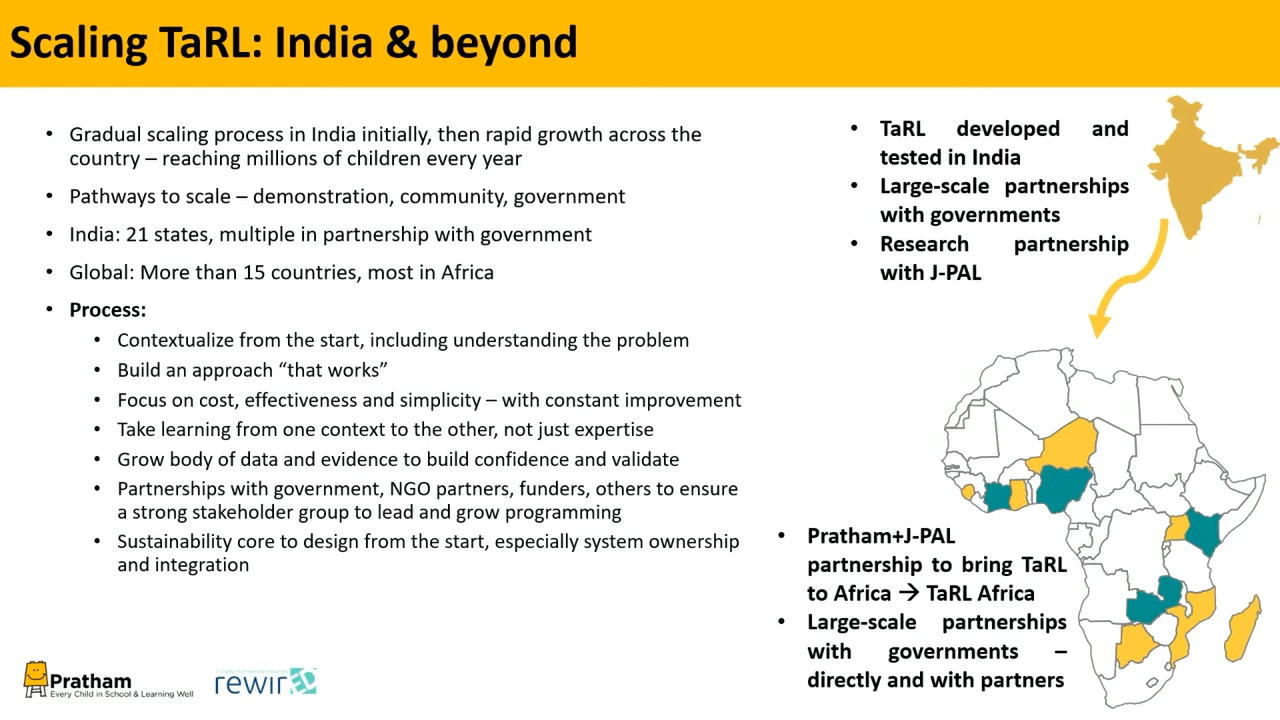 Scaling TaRL: India & beyond
• Gradual scaling process in India initially, then rapid growth across the
country – reaching millions of children every year
• Pathways to scale – demonstration, community, government
• India: 21 states, multiple in partnership with government
• Global: More than 15 countries, most in Africa
• Process:
• Contextualize from the start, including understanding the problem
• Build an approach “that works”
• Focus on cost, effectiveness and simplicity – with constant improvement
• Take learning from one context to the other, not just expertise
• Grow body of data and evidence to build confidence and validate
• Partnerships with government, NGO partners, funders, others to ensure
a strong stakeholder group to lead and grow programming
• Sustainability core to design from the start, especially system ownership
and integration
• TaRL developed and
tested in India
• Large-scale partnerships
with governments
• Research partnership
with J-PAL
• Pratham+J-PAL
partnership to bring TaRL
to Africa → TaRL Africa
• Large-scale partnerships
with governments –
directly and with partners
Pratham
Every Child in School & Learning Well
rewirED